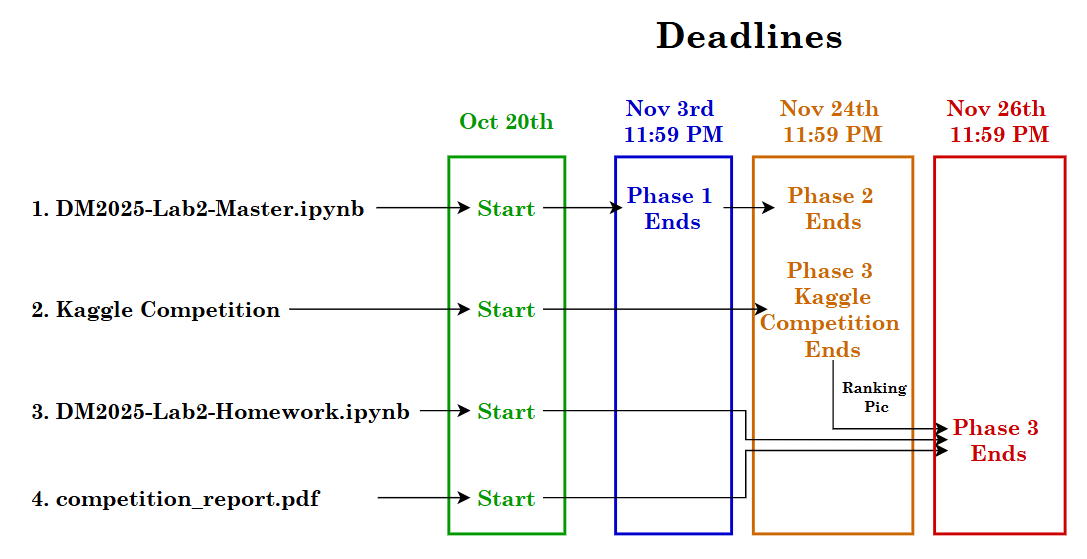 Deadlines
Oct 20th
Nov 3rd
11:59 PM
Nov 24th
11:59 PM
Nov 26th
11:59 PM
1. DM2025-Lab2-Master.ipynb
Start
Phase 1
Ends
Phase 2
Ends
2. Kaggle Competition
Start
Phase 3
Kaggle
Competition
Ends
Ranking
Pic
3. DM2025-Lab2-Homework.ipynb
Start
Phase 3
Ends
4. competition_report.pdf
Start